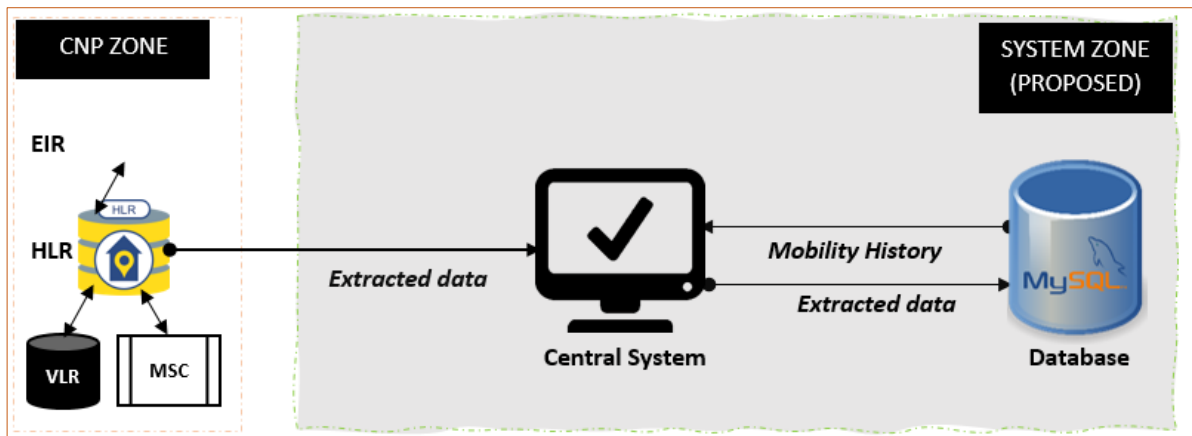 CNP ZONE
SYSTEM ZONE
(PROPOSED)
EIR
HLR
HLR
Extracted data
Mobility History
Extracted data
MySQL
VLR
MSC
Central System
Database